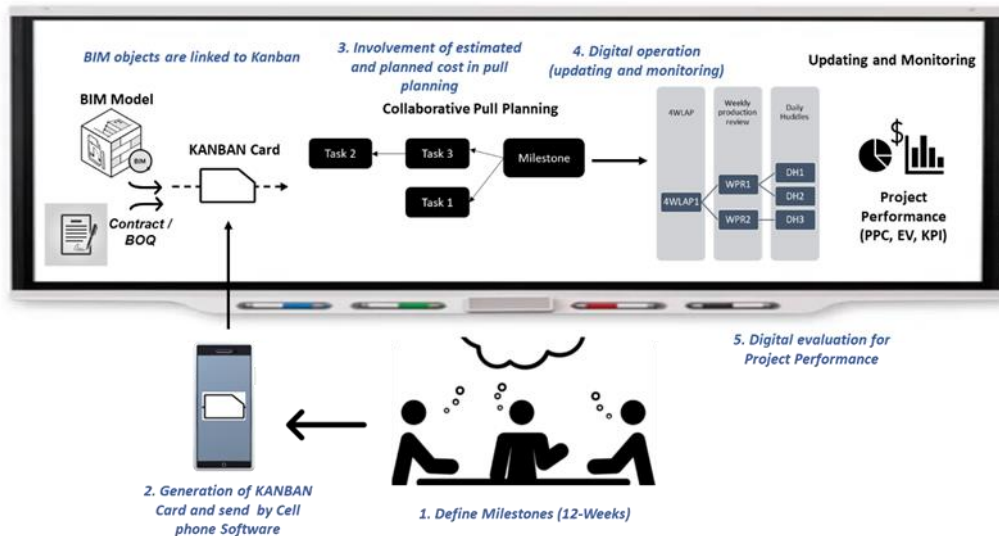 BIM objects are linked to Kanban
3. Involvement of estimated
and planned cost in pull
planning
4. Digital operation
(updating and monitoring)
Updating and Monitoring
BIM Model
BIM
KANBAN Card
Contract /
BOQ
Collaborative Pull Planning
Task 2
Task 3
Milestone
Task 1
4WLAP
Weekly
production
review
Daily
Huddles
4WLAP1
WPR1
WPR2
DH1
DH2
DH3
$
Project
Performance
(PPC, EV, KPI)
5. Digital evaluation for
Project Performance
2. Generation of KANBAN
Card and send by Cell
phone Software
1. Define Milestones (12-Weeks)